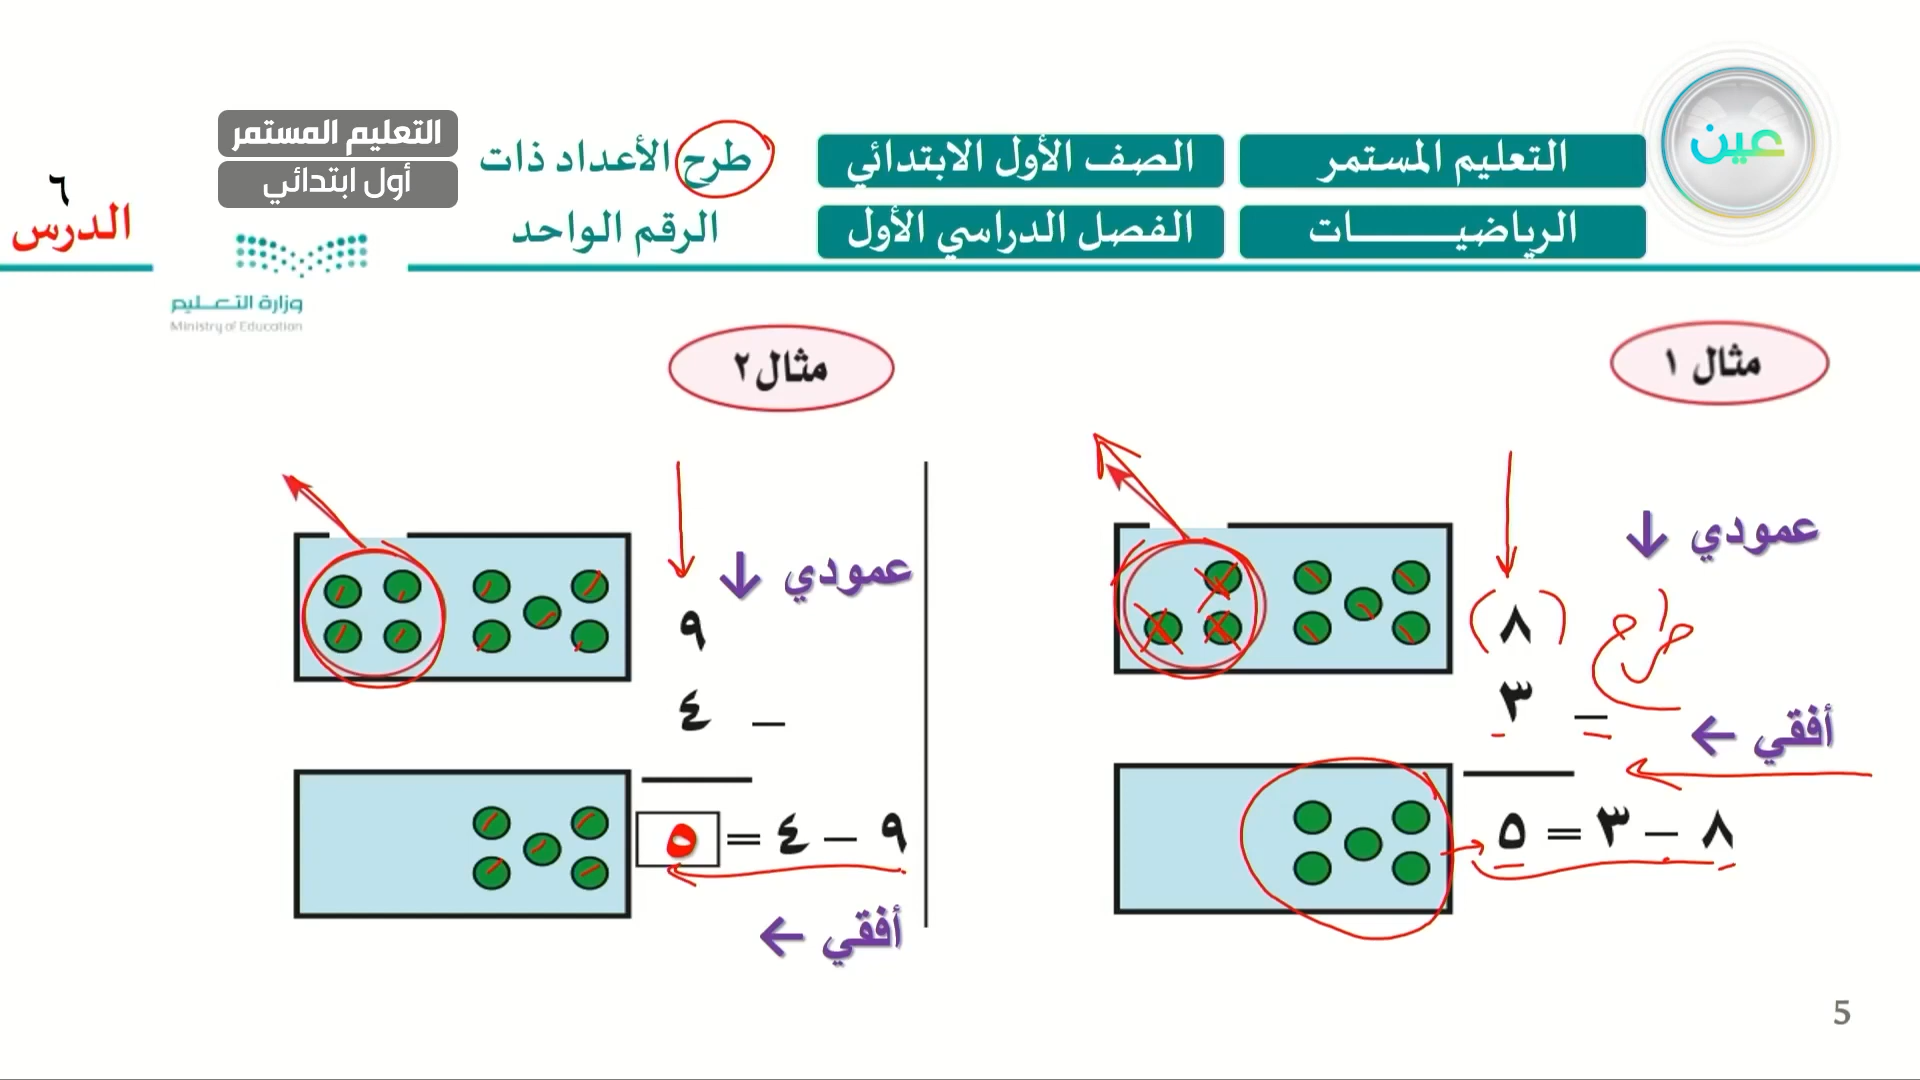 عين
التعليم المستمر
الصف الأول الابتدائي
الرياضيـــــــات
الفصل الدراسي الأول
طرح الأعداد ذات
الرقم الواحد
التعليم المستمر
أول ابتدائي
٦
الدرس
وزارة التعـــليم
Ministry of Education
مثال ١
عمودي ↓
٨
٣ –
طرح
أفقي ←
٨ – ٣ = ٥
مثال ٢
عمودي ↓
٩
٤ –
٩ – ٤ = ٥
أفقي ←
5